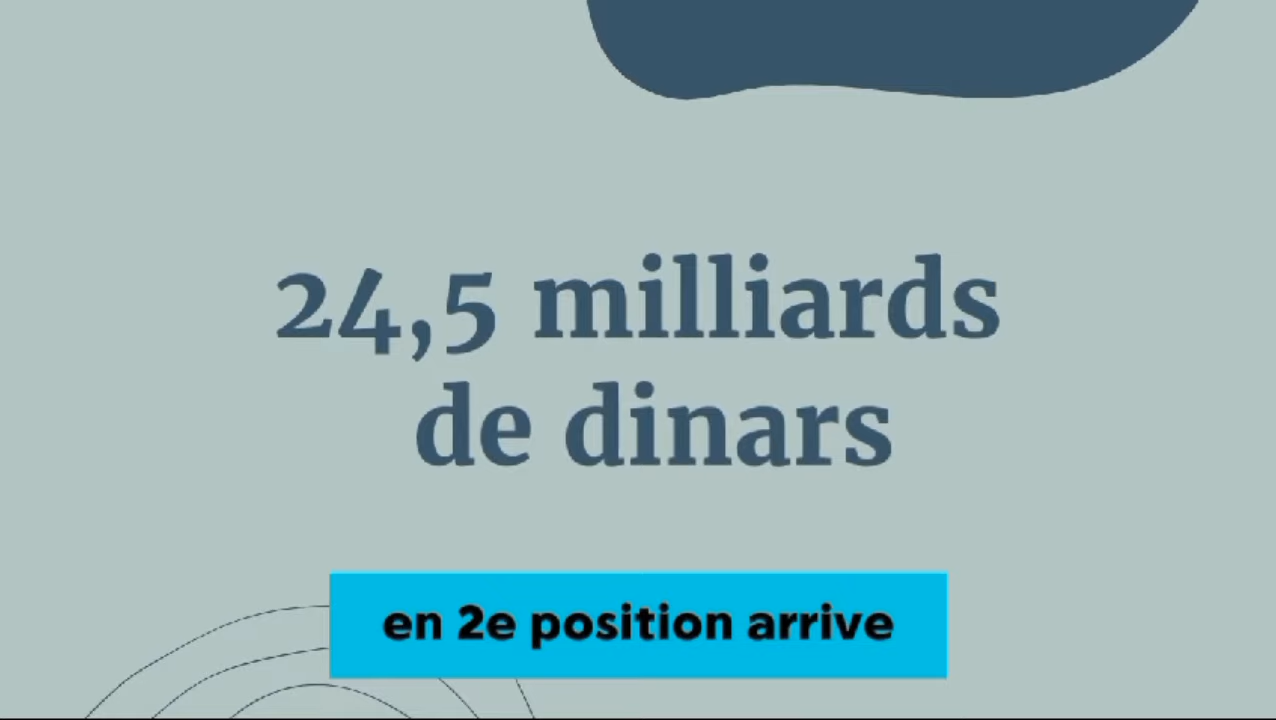 24,5 milliards
de dinars
en 2e position arrive